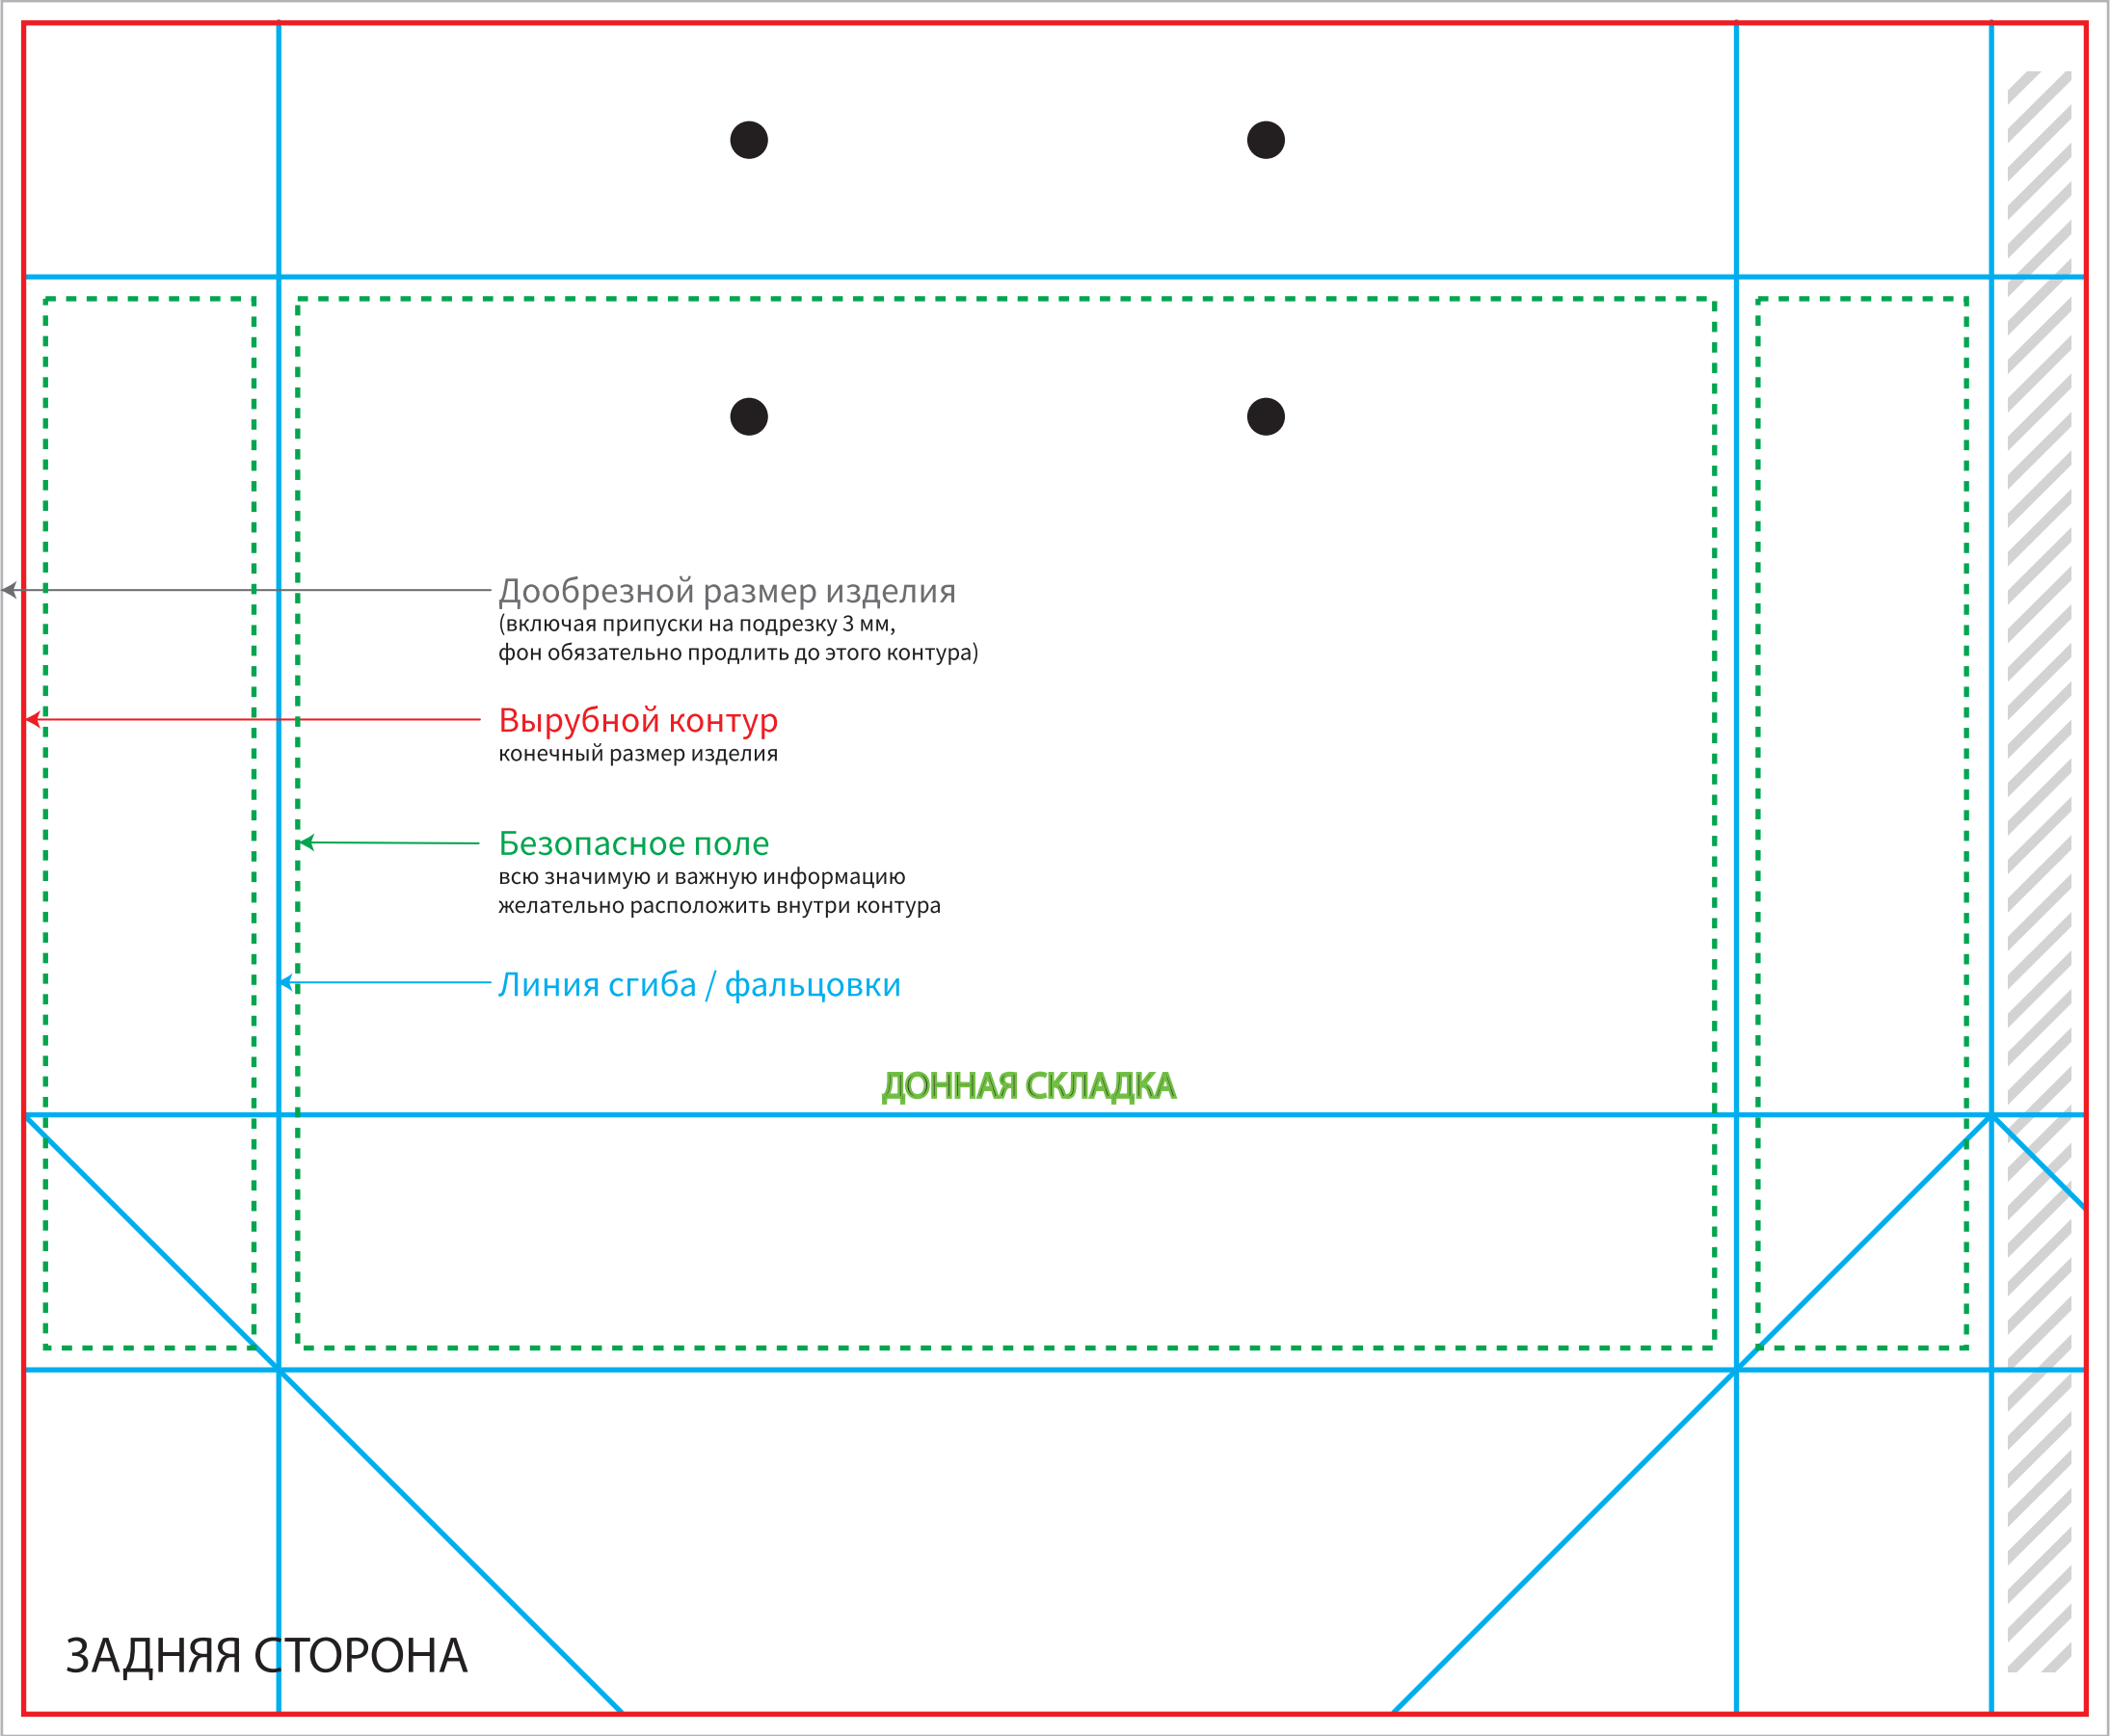 Дообрезной размер изделия
(включая припуски на подрезку 3 мм,
фон обязательно продлить до этого контура)
Вырубной контур
конечный размер изделия
Безопасное поле
всю значимую и важную информацию
желательно расположить внутри контура
Линия сгиба / фальцовки
ДОННАЯ СКЛАДКА
ЗАДНЯЯ СТОРОНА